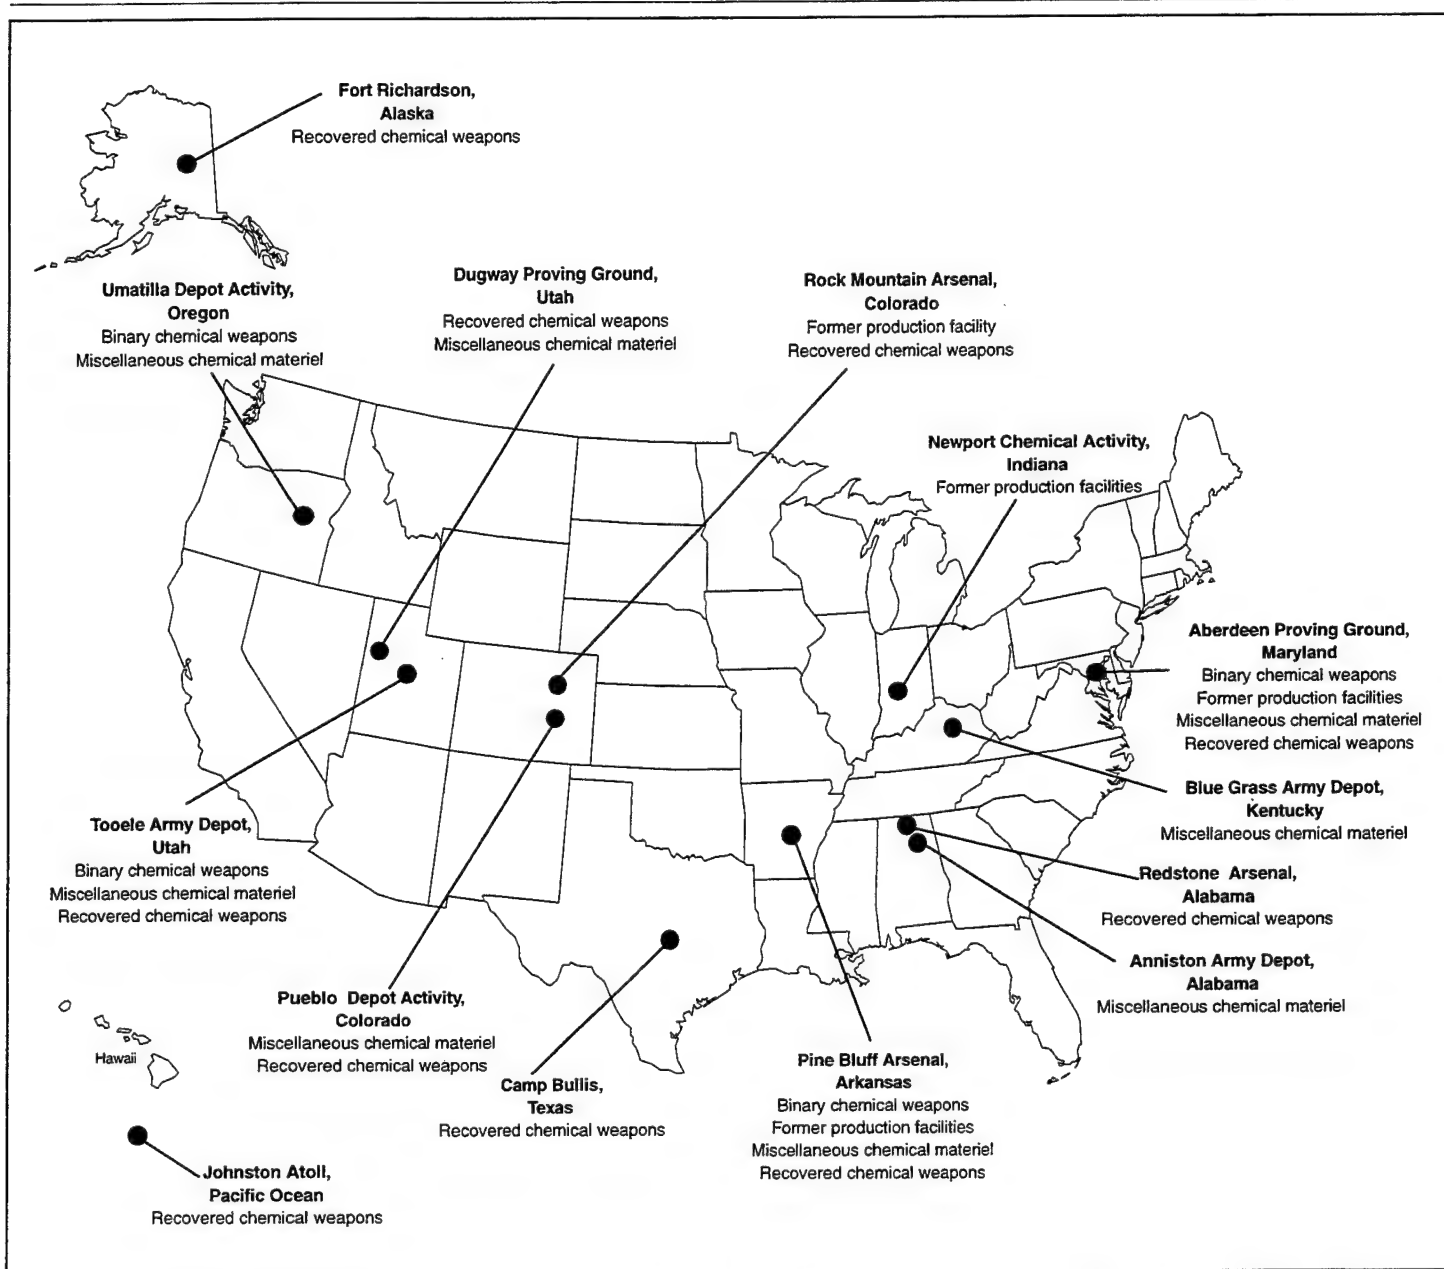 Fort Richardson,
Alaska
Recovered chemical weapons
Umatilla Depot Activity,
Oregon
Binary chemical weapons
Miscellaneous chemical materiel
Dugway Proving Ground,
Utah
Recovered chemical weapons
Miscellaneous chemical materiel
Rock Mountain Arsenal,
Colorado
Former production facility
Recovered chemical weapons
Newport Chemical Activity,
Indiana
Former production facilities
Aberdeen Proving Ground,
Maryland
Binary chemical weapons
Former production facilities
Miscellaneous chemical materiel
Recovered chemical weapons
Blue Grass Army Depot,
Kentucky
Miscellaneous chemical materiel
Tooele Army Depot,
Utah
Binary chemical weapons
Miscellaneous chemical materiel
Recovered chemical weapons
Redstone Arsenal,
Alabama
Recovered chemical weapons
Anniston Army Depot,
Alabama
Miscellaneous chemical materiel
Pueblo Depot Activity,
Colorado
Miscellaneous chemical materiel
Recovered chemical weapons
Camp Bullis,
Texas
Recovered chemical weapons
Pine Bluff Arsenal,
Arkansas
Binary chemical weapons
Former production facilities
Miscellaneous chemical materiel
Recovered chemical weapons
Hawaii
Johnston Atoll,
Pacific Ocean
Recovered chemical weapons